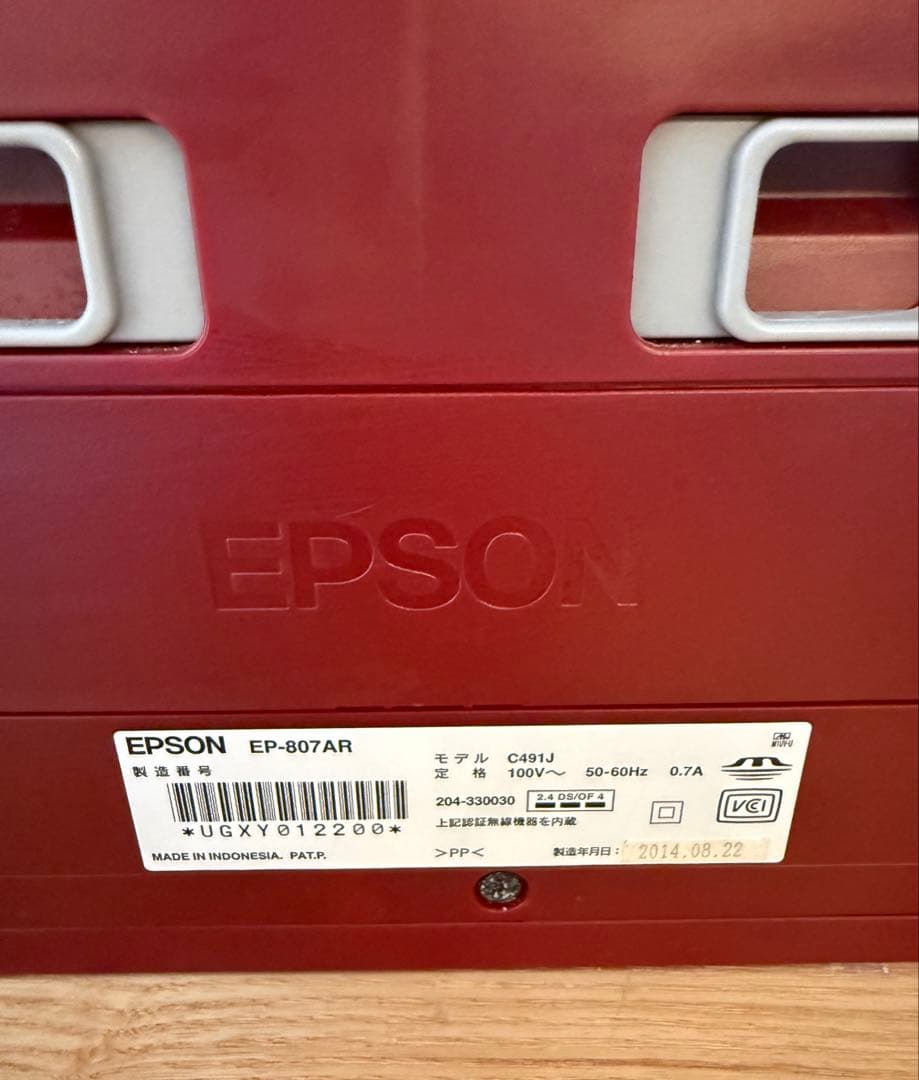 EPSON
EPSON EP-807AR
製造番号
*UGXY012200*
MADE IN INDONESIA. PAT.P.
モデル C491J
定格 100V～ 50-60Hz 0.7A
204-330030 2.4 DS/OF 4
上記認証無線機器を内蔵
>PP<
製造年月日: 2014.08.22
VCI